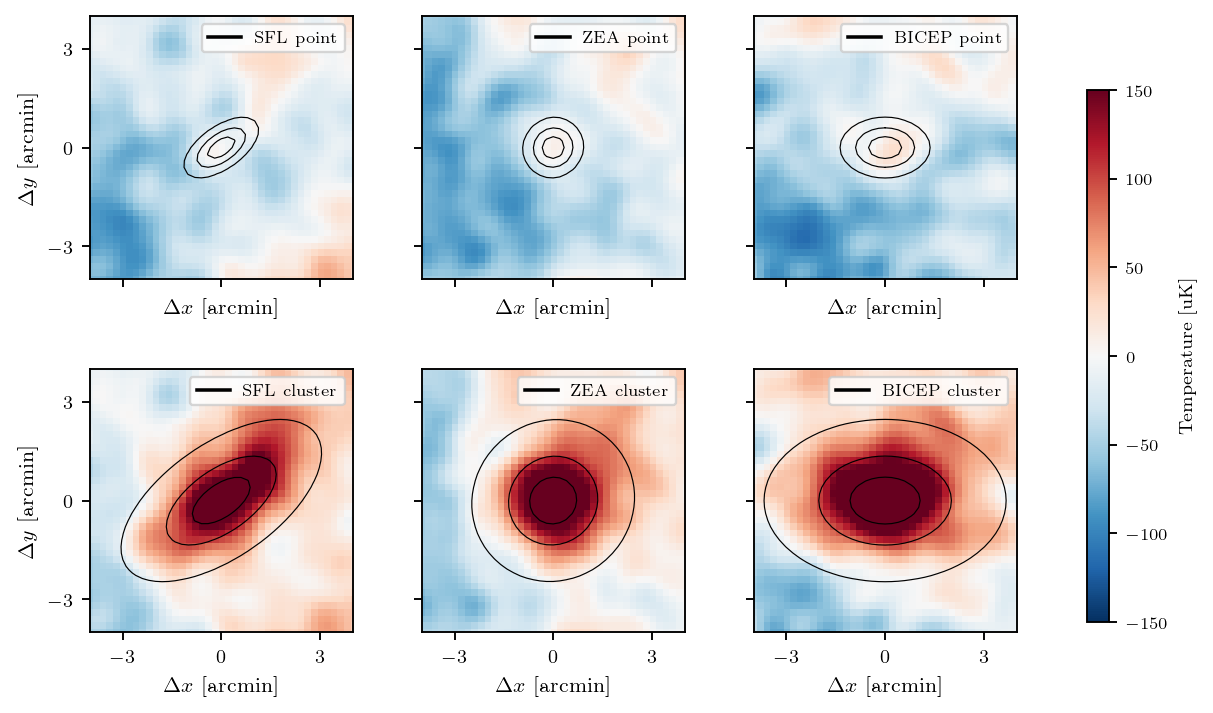 SFL point
ZEA point
BICEP point
3
0
−3
Δy [arcmin]
Δx [arcmin]
Δx [arcmin]
Δx [arcmin]
SFL cluster
ZEA cluster
BICEP cluster
3
0
−3
Δy [arcmin]
−3 0 3
−3 0 3
−3 0 3
Δx [arcmin]
Δx [arcmin]
Δx [arcmin]
150
100
50
0
−50
−100
−150
Temperature [uK]